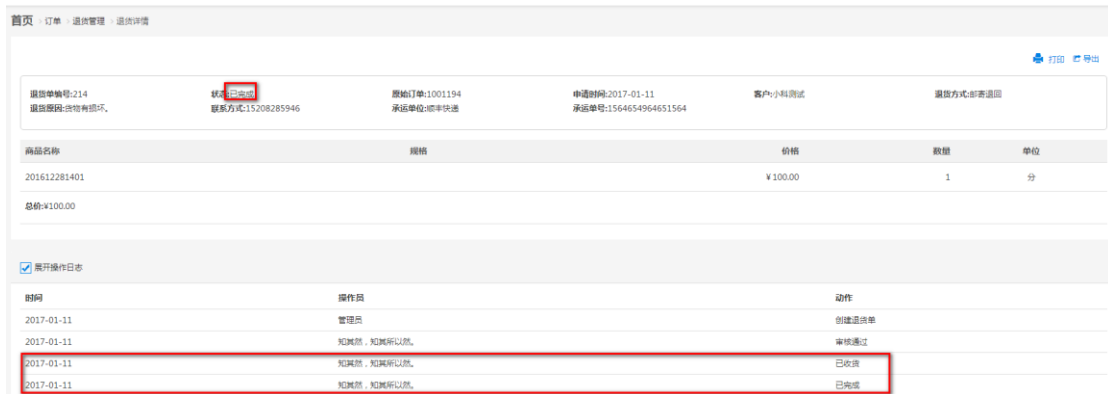 首页 > 订单 > 退货管理 > 退货详情
打印 导出
退货单编号:214 状态:已完成 原始订单:1001194 申请时间:2017-01-11 客户:小科测试 退货方式:邮寄退回
退货原因:货物有损坏。 联系方式:15208285946 承运单位:顺丰快递 承运单号:1564654964651564
商品名称 规格 价格 数量 单位
201612281401 ¥100.00 1 分
总价:¥100.00
展开操作日志
时间 操作员 动作
2017-01-11 管理员 创建退货单
2017-01-11 知其然，知其所以然。 审核通过
2017-01-11 知其然，知其所以然。 已收货
2017-01-11 知其然，知其所以然。 已完成